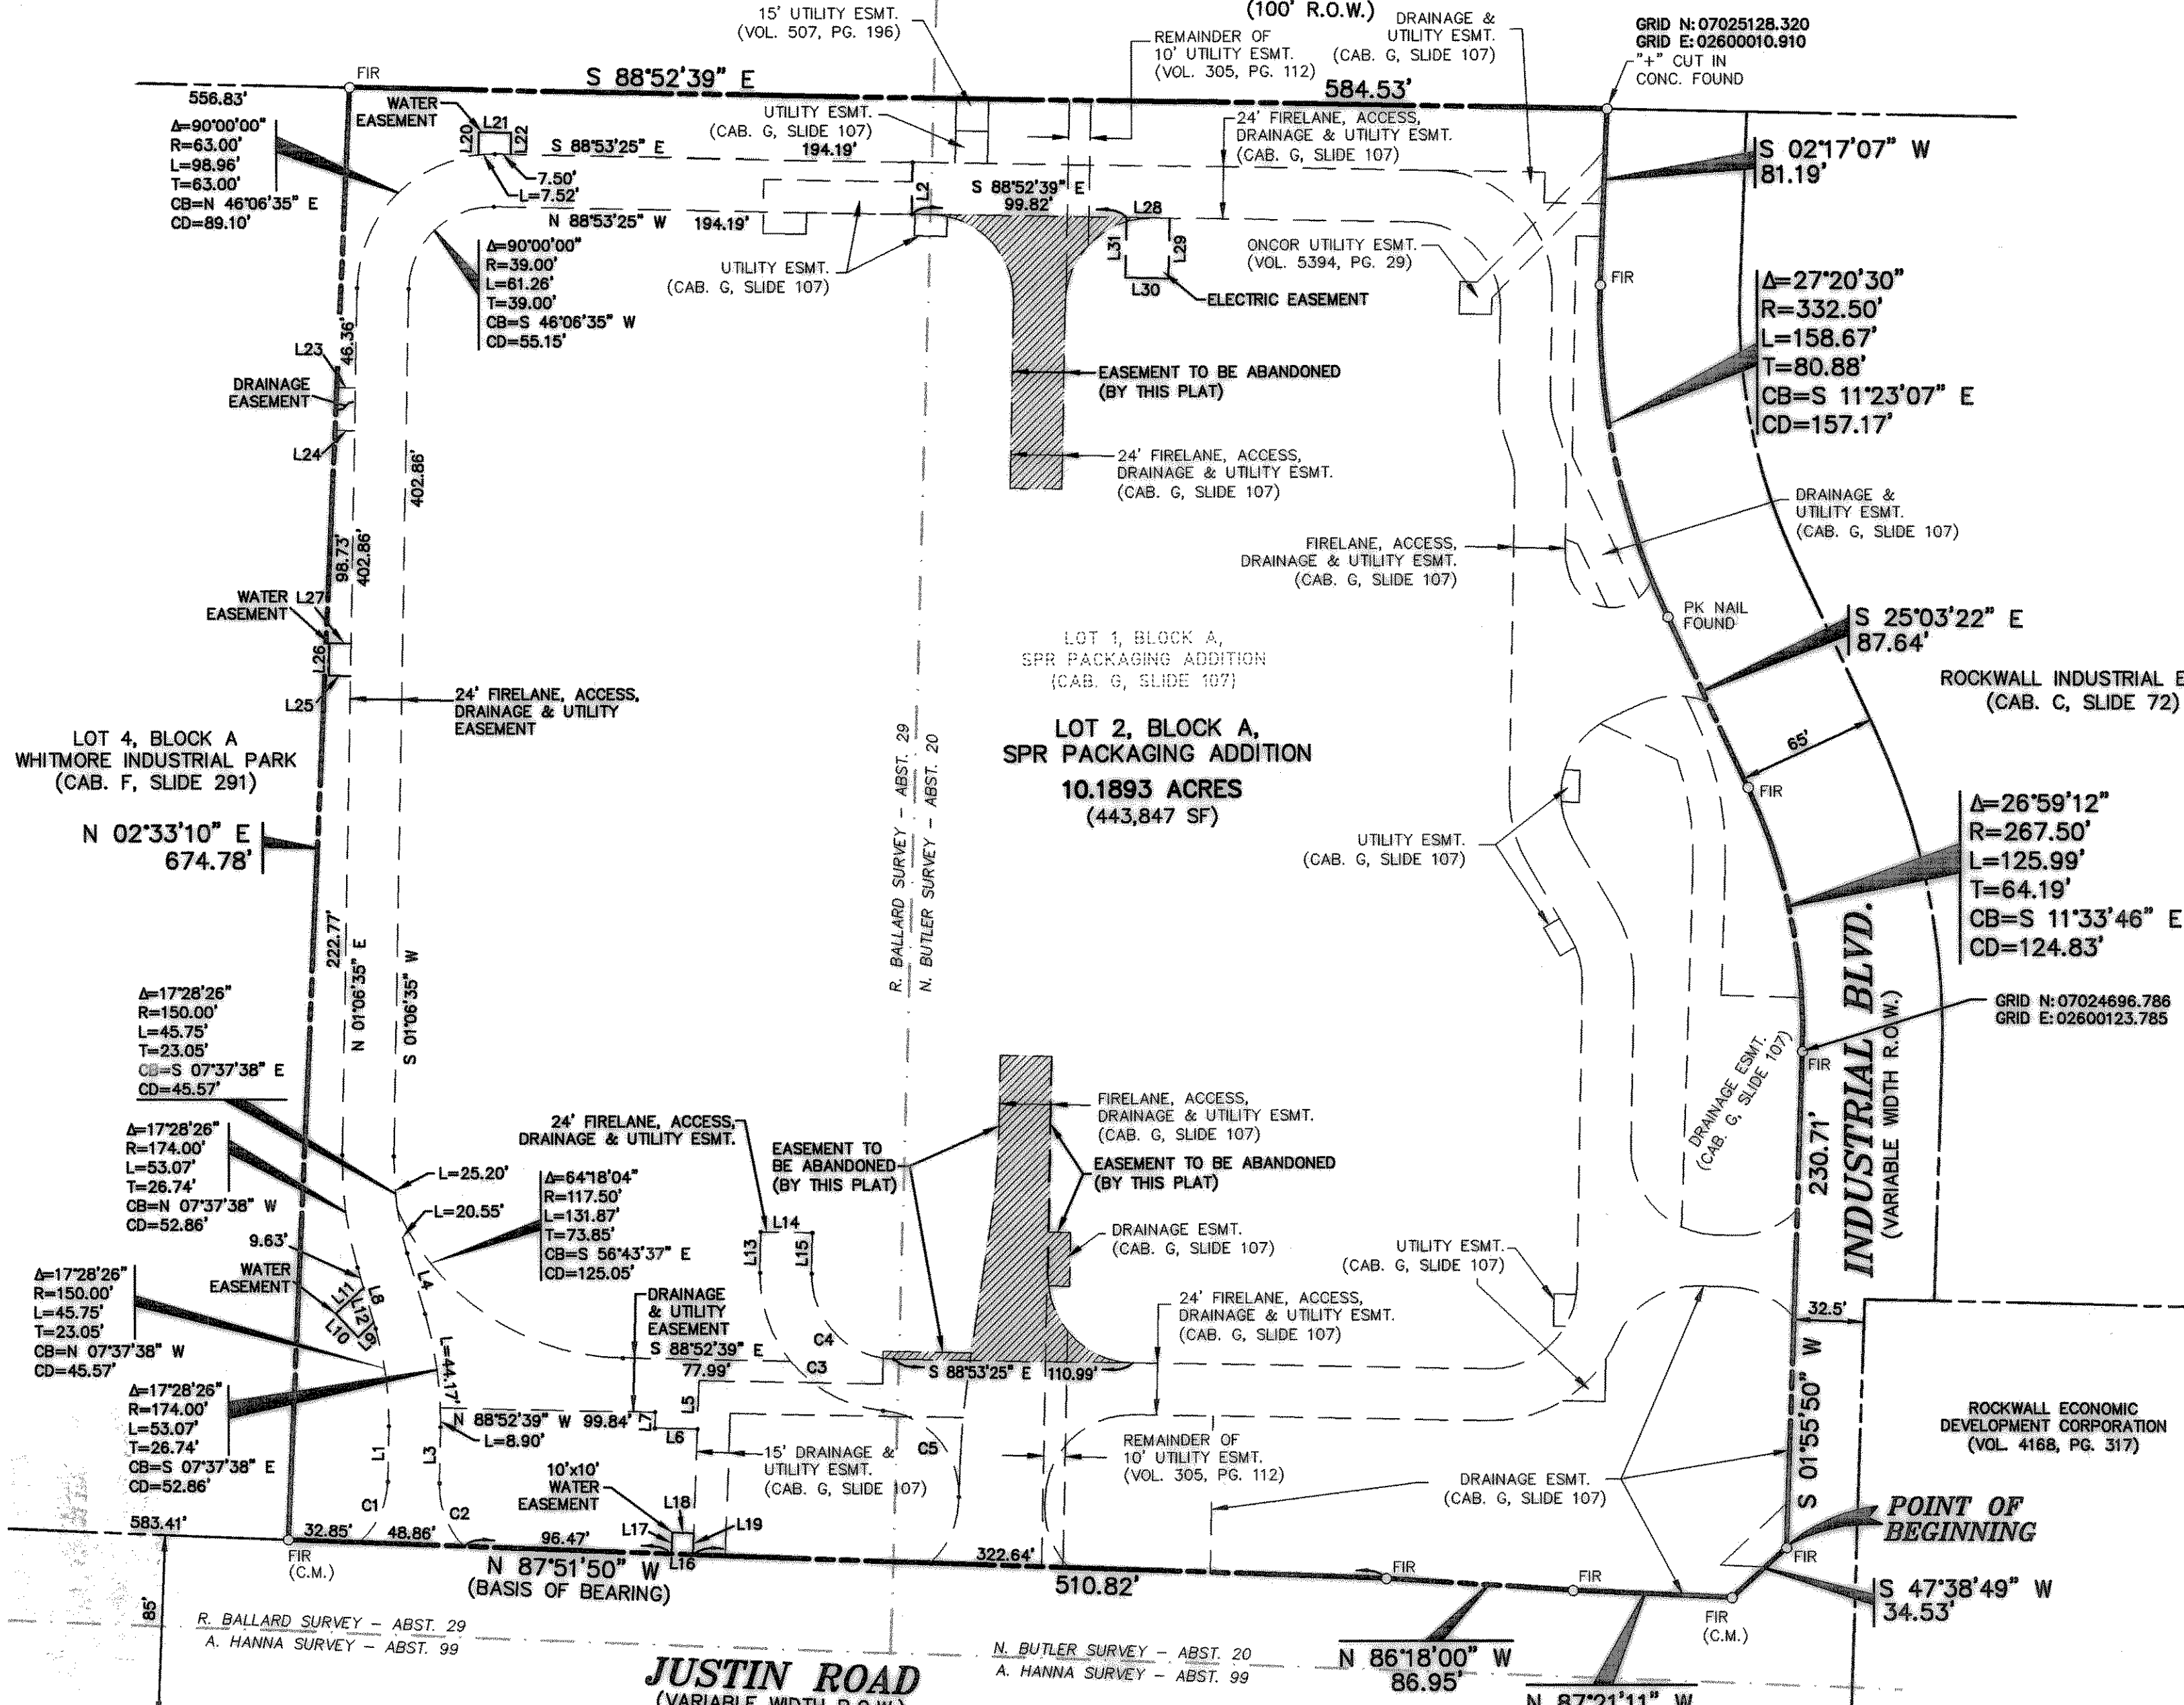 15' UTILITY ESMT.
(VOL. 507, PG. 196)
(100' R.O.W.)
REMAINDER OF
10' UTILITY ESMT.
(VOL. 305, PG. 112)
DRAINAGE &
UTILITY ESMT.
(CAB. G, SLIDE 107)
GRID N: 07025128.320
GRID E: 02600010.910
"+" CUT IN
CONC. FOUND
FIR
S 88°52'39" E
584.53'
556.83'
Δ=90°00'00"
R=63.00'
L=98.96'
T=63.00'
CB=N 46°06'35" E
CD=89.10'
WATER
EASEMENT
L20
L21
L22
S 88°53'25" E
194.19'
7.50'
L=7.52'
UTILITY ESMT.
(CAB. G, SLIDE 107)
24' FIRELANE, ACCESS,
DRAINAGE & UTILITY ESMT.
(CAB. G, SLIDE 107)
S 02°17'07" W
81.19'
L2
S 88°52'39" E
99.82'
L28
L29
L30
L31
N 88°53'25" W 194.19'
Δ=90°00'00"
R=39.00'
L=61.26'
T=39.00'
CB=S 46°06'35" W
CD=55.15'
UTILITY ESMT.
(CAB. G, SLIDE 107)
ONCOR UTILITY ESMT.
(VOL. 5394, PG. 29)
ELECTRIC EASEMENT
FIR
Δ=27°20'30"
R=332.50'
L=158.67'
T=80.88'
CB=S 11°23'07" E
CD=157.17'
46.36'
L23
DRAINAGE
EASEMENT
L24
402.86'
EASEMENT TO BE ABANDONED
(BY THIS PLAT)
24' FIRELANE, ACCESS,
DRAINAGE & UTILITY ESMT.
(CAB. G, SLIDE 107)
DRAINAGE &
UTILITY ESMT.
(CAB. G, SLIDE 107)
FIRELANE, ACCESS,
DRAINAGE & UTILITY ESMT.
(CAB. G, SLIDE 107)
98.73'
402.86'
WATER
EASEMENT
L27
L26
L25
PK NAIL
FOUND
S 25°03'22" E
87.64'
LOT 1, BLOCK A,
SPR PACKAGING ADDITION
(CAB. G, SLIDE 107)
ROCKWALL INDUSTRIAL E
(CAB. C, SLIDE 72)
24' FIRELANE, ACCESS,
DRAINAGE & UTILITY
EASEMENT
LOT 4, BLOCK A
WHITMORE INDUSTRIAL PARK
(CAB. F, SLIDE 291)
LOT 2, BLOCK A,
SPR PACKAGING ADDITION
10.1893 ACRES
(443,847 SF)
65'
FIR
R. BALLARD SURVEY - ABST. 29
N. BUTLER SURVEY - ABST. 20
N 02°33'10" E
674.78'
UTILITY ESMT.
(CAB. G, SLIDE 107)
Δ=26°59'12"
R=267.50'
L=125.99'
T=64.19'
CB=S 11°33'46" E
CD=124.83'
222.77'
N 01°06'35" E
S 01°06'35" W
GRID N: 07024696.786
GRID E: 02600123.785
FIR
INDUSTRIAL BLVD.
(VARIABLE WIDTH R.O.W.)
DRAINAGE ESMT.
(CAB. G, SLIDE 107)
230.71'
Δ=17°28'26"
R=150.00'
L=45.75'
T=23.05'
CB=S 07°37'38" E
CD=45.57'
Δ=17°28'26"
R=174.00'
L=53.07'
T=26.74'
CB=N 07°37'38" W
CD=52.86'
L=25.20'
L=20.55'
Δ=64°18'04"
R=117.50'
L=131.87'
T=73.85'
CB=S 56°43'37" E
CD=125.05'
24' FIRELANE, ACCESS,
DRAINAGE & UTILITY ESMT.
EASEMENT TO
BE ABANDONED
(BY THIS PLAT)
FIRELANE, ACCESS,
DRAINAGE & UTILITY ESMT.
(CAB. G, SLIDE 107)
EASEMENT TO BE ABANDONED
(BY THIS PLAT)
DRAINAGE ESMT.
(CAB. G, SLIDE 107)
L13
L14
L15
UTILITY ESMT.
(CAB. G, SLIDE 107)
9.63'
WATER
EASEMENT
L11
L8
L12
L10
L9
L4
Δ=17°28'26"
R=150.00'
L=45.75'
T=23.05'
CB=N 07°37'38" W
CD=45.57'
DRAINAGE
& UTILITY
EASEMENT
S 88°52'39" E
77.99'
C4
C3
24' FIRELANE, ACCESS,
DRAINAGE & UTILITY ESMT.
(CAB. G, SLIDE 107)
32.5'
S 88°53'25" E 110.99'
S 01°55'50" W
Δ=17°28'26"
R=174.00'
L=53.07'
T=26.74'
CB=S 07°37'38" E
CD=52.86'
L=44.17'
N 88°52'39" W 99.84'
L=8.90'
L7
L5
L6
C5
L1
L3
C1
C2
15' DRAINAGE &
UTILITY ESMT.
(CAB. G, SLIDE 107)
REMAINDER OF
10' UTILITY ESMT.
(VOL. 305, PG. 112)
DRAINAGE ESMT.
(CAB. G, SLIDE 107)
ROCKWALL ECONOMIC
DEVELOPMENT CORPORATION
(VOL. 4168, PG. 317)
10'x10'
WATER
EASEMENT
L18
L17
L19
L16
POINT OF
BEGINNING
FIR
583.41'
32.85'
48.86'
96.47'
322.64'
FIR
(C.M.)
N 87°51'50" W
(BASIS OF BEARING)
510.82'
FIR
FIR
FIR
(C.M.)
S 47°38'49" W
34.53'
85'
R. BALLARD SURVEY - ABST. 29
A. HANNA SURVEY - ABST. 99
N. BUTLER SURVEY - ABST. 20
A. HANNA SURVEY - ABST. 99
N 86°18'00" W
86.95'
N 87°21'11" W
JUSTIN ROAD
(VARIABLE WIDTH R.O.W.)